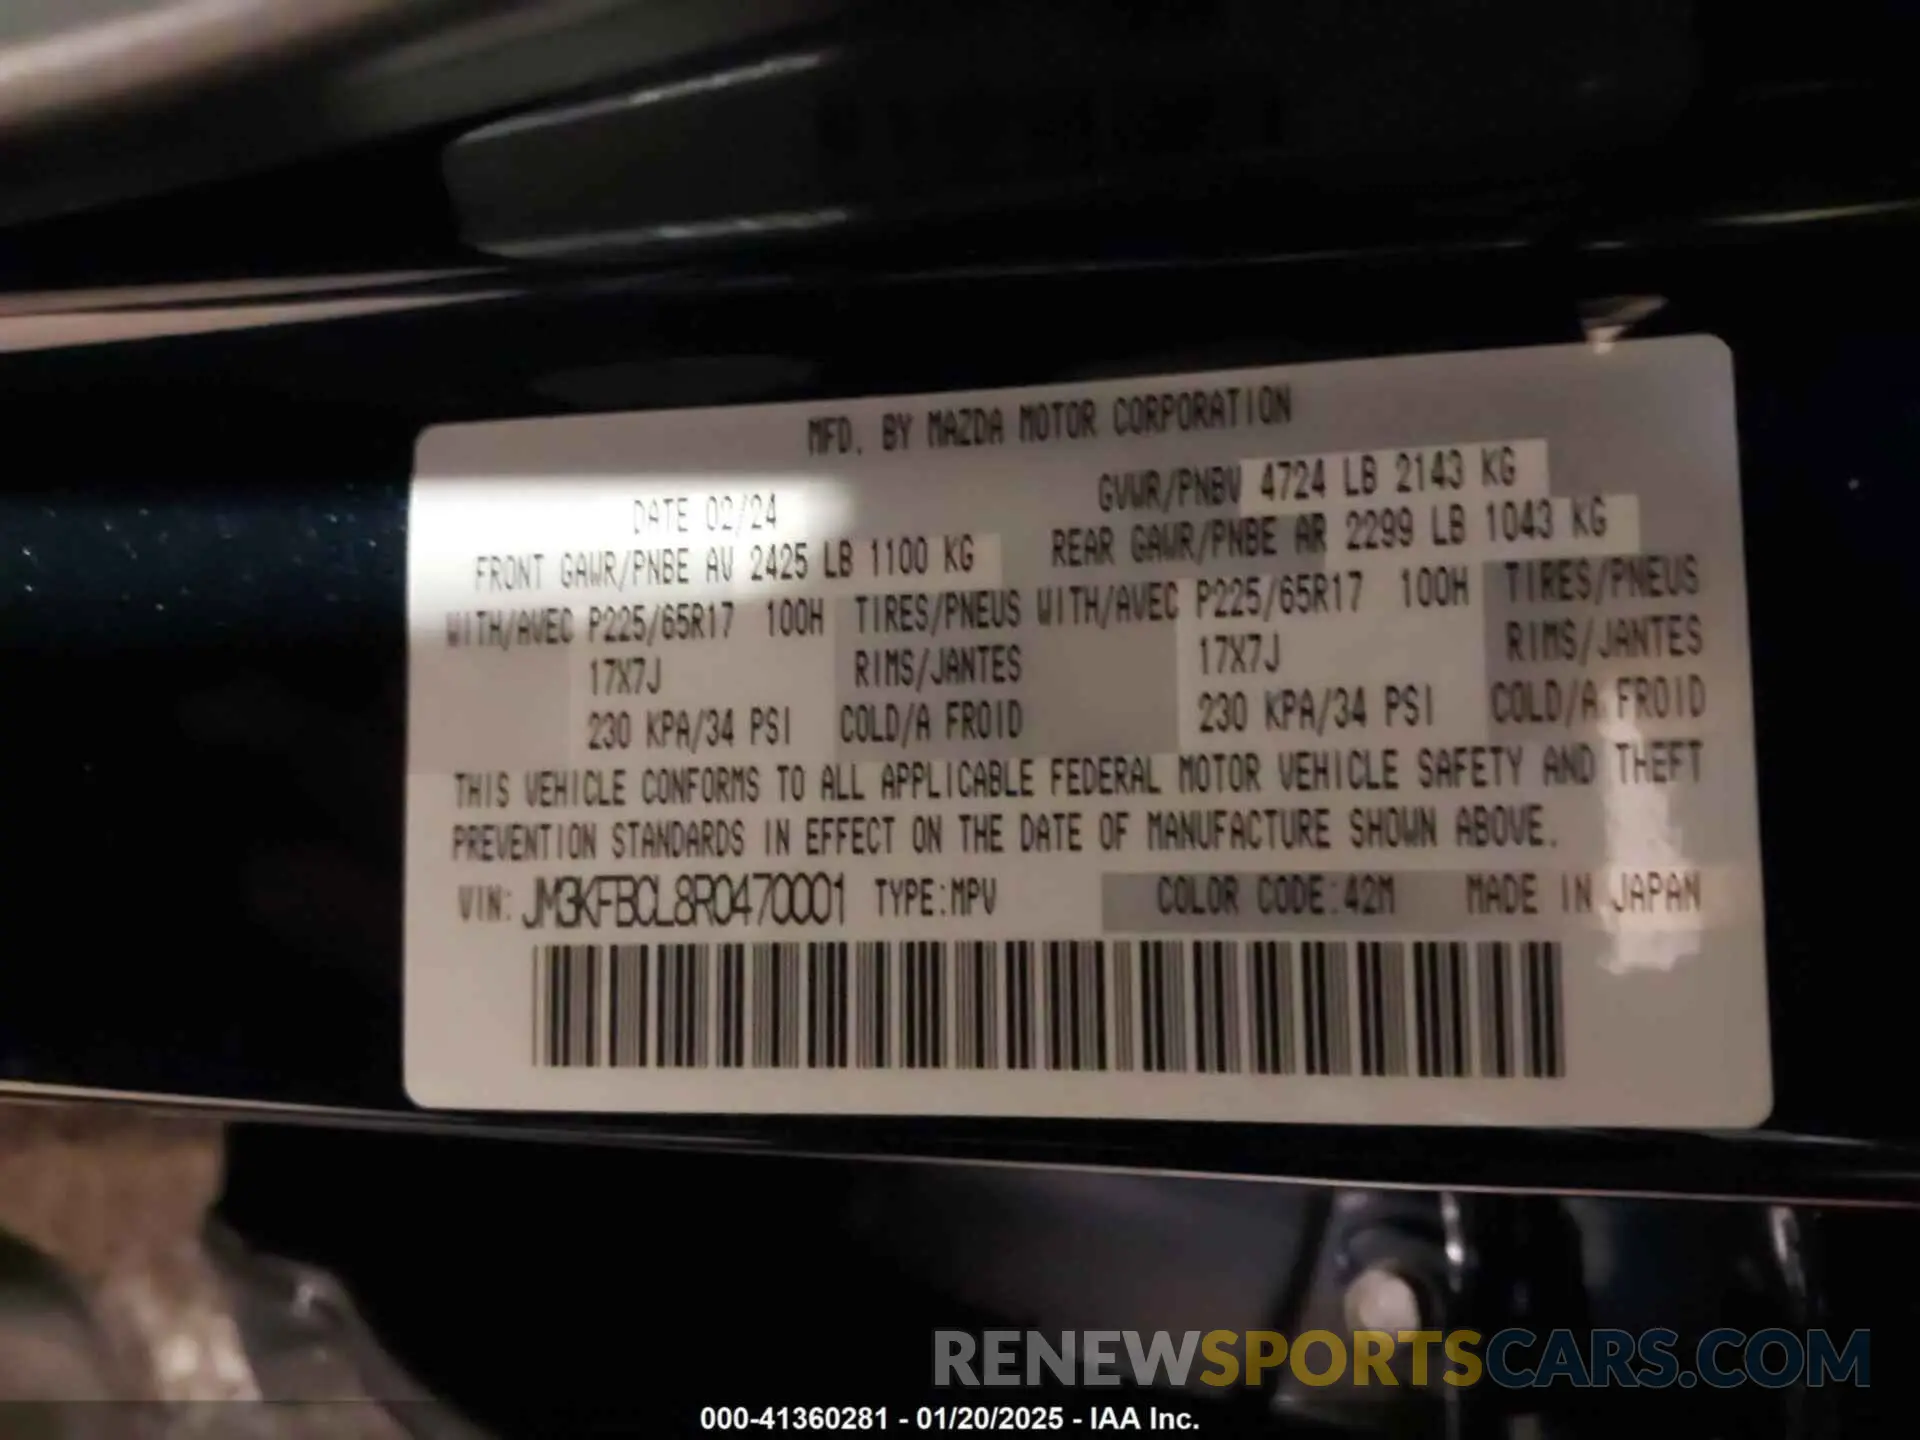 MFD. BY MAZDA MOTOR CORPORATION
DATE 02/24 GVWR/PNBV 4724 LB 2143 KG
FRONT GAWR/PNBE AV 2425 LB 1100 KG REAR GAWR/PNBE AR 2299 LB 1043 KG
WITH/AVEC P225/65R17 100H TIRES/PNEUS WITH/AVEC P225/65R17 100H TIRES/PNEUS
17X7J RIMS/JANTES 17X7J RIMS/JANTES
230 KPA/34 PSI COLD/A FROID 230 KPA/34 PSI COLD/A FROID
THIS VEHICLE CONFORMS TO ALL APPLICABLE FEDERAL MOTOR VEHICLE SAFETY AND THEFT
PREVENTION STANDARDS IN EFFECT ON THE DATE OF MANUFACTURE SHOWN ABOVE.
VIN: JM3KFBCL8R0470001 TYPE:MPV COLOR CODE:42M MADE IN JAPAN
RENEWSPORTSCARS.COM
000-41360281 - 01/20/2025 - IAA Inc.